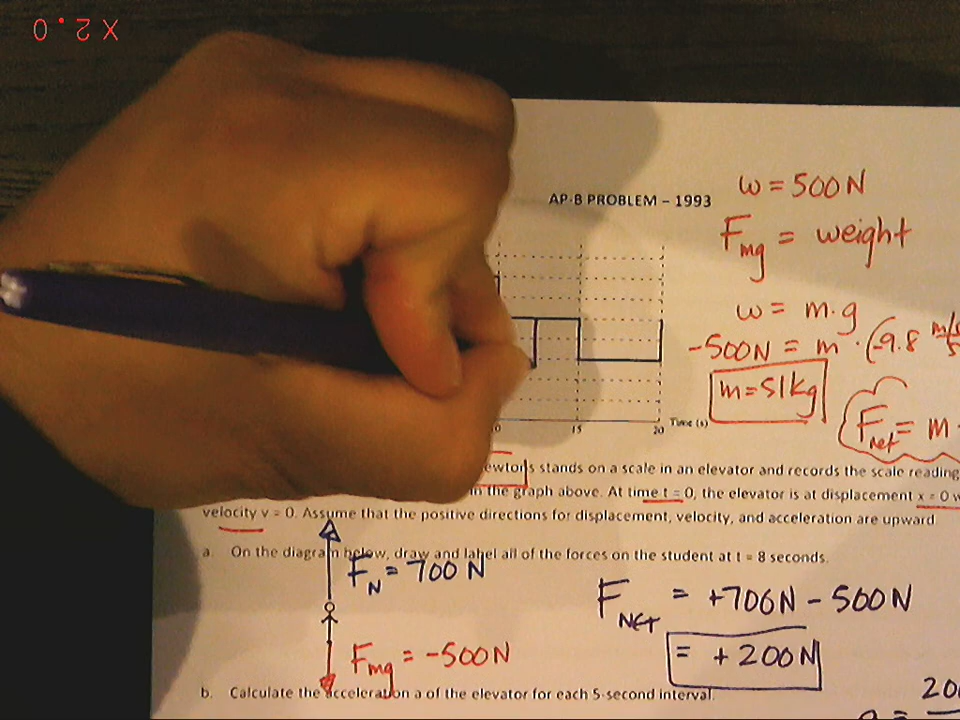 x 2.0
AP-B PROBLEM – 1993
w = 500 N
Fmg = weight
w = m·g
-500N = m · (-9.8 m/s
m=51kg
Fnet = m
15
20
Time (s)
ewtons stands on a scale in an elevator and records the scale reading
in the graph above. At time t = 0, the elevator is at displacement x = 0 w
velocity v = 0. Assume that the positive directions for displacement, velocity, and acceleration are upward
a. On the diagram below, draw and label all of the forces on the student at t = 8 seconds.
FN = 700 N
FNET = +700N - 500N
= +200N
Fmg = -500N
b. Calculate the acceleration a of the elevator for each 5-second interval.
200
a =